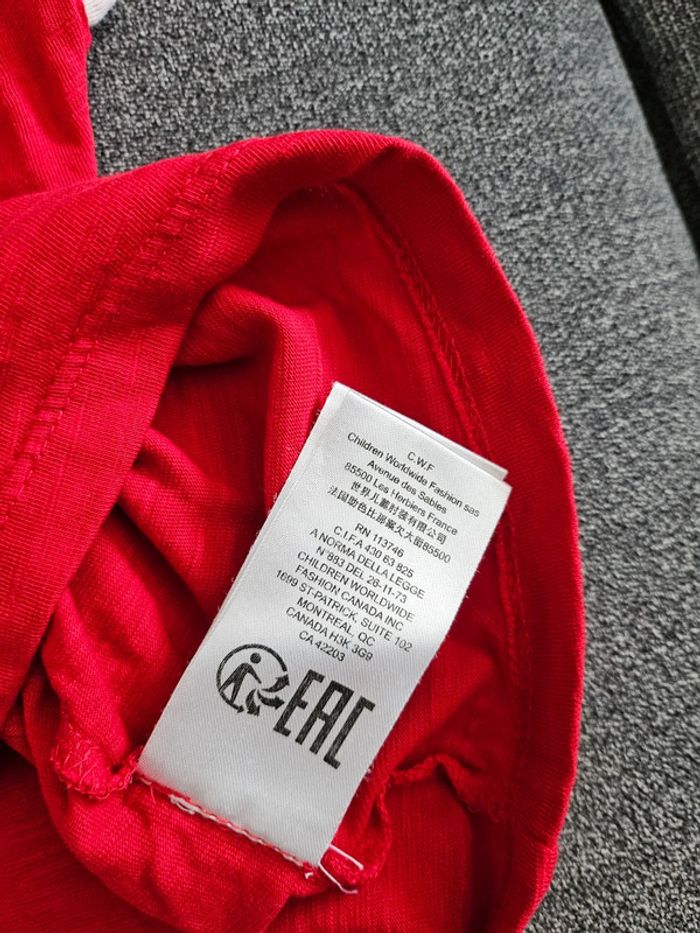 C.W.F
Children Worldwide Fashion sas
Avenue des Sables
85500 Les Herbiers France
世界儿童时装有限公司
85500
RN 113746
C.I.F.A 430 63 825
A NORMA DELLA LEGGE
N°883 DEL 26-11-73
CHILDREN WORLDWIDE
FASHION CANADA INC
1699 ST-PATRICK, SUITE 102
MONTREAL, QC
CANADA H3K 3G9
CA 42203
EAC